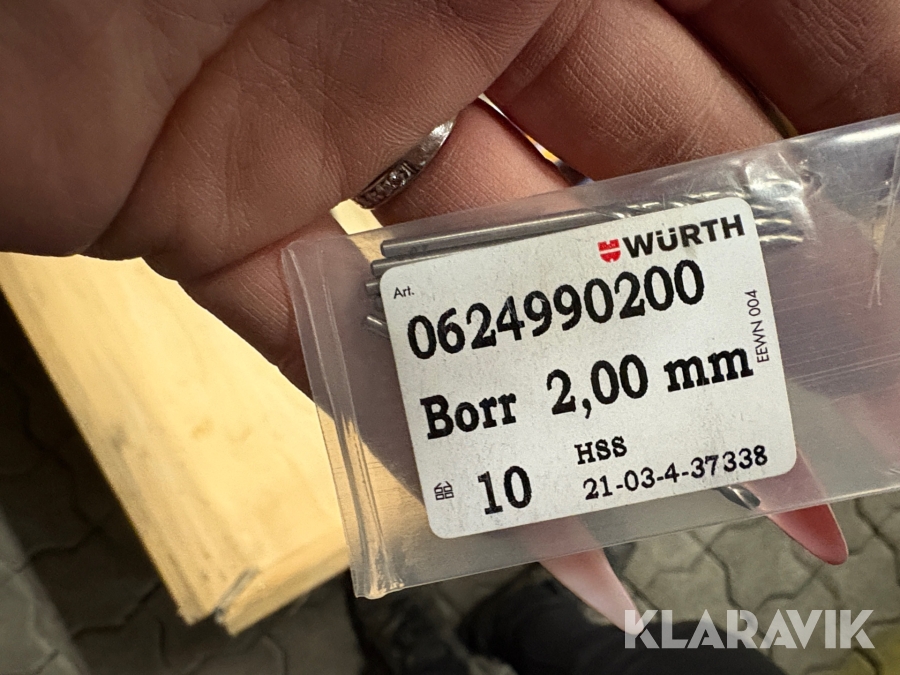 WÜRTH
Art.
0624990200
EEWN 004
Borr 2,00 mm
HSS
10
21-03-4-37338
KLARAVIK